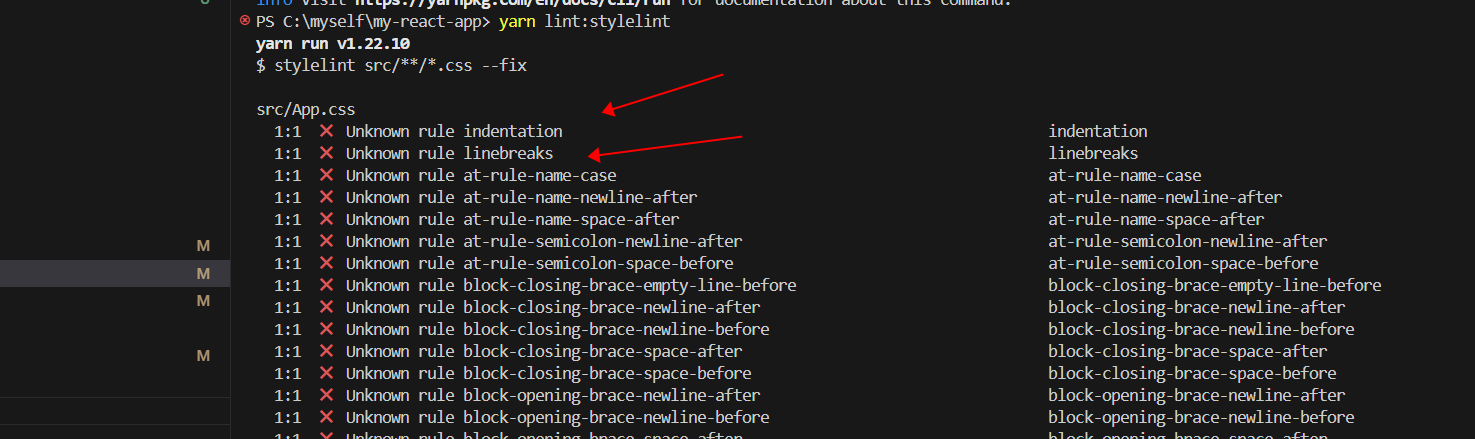 info Visit https://yarnpkg.com/en/docs/cli/run for documentation about this command.
PS C:\myself\my-react-app> yarn lint:stylelint
yarn run v1.22.10
$ stylelint src/**/*.css --fix
src/App.css
1:1 ✖ Unknown rule indentation indentation
1:1 ✖ Unknown rule linebreaks linebreaks
1:1 ✖ Unknown rule at-rule-name-case at-rule-name-case
1:1 ✖ Unknown rule at-rule-name-newline-after at-rule-name-newline-after
1:1 ✖ Unknown rule at-rule-name-space-after at-rule-name-space-after
1:1 ✖ Unknown rule at-rule-semicolon-newline-after at-rule-semicolon-newline-after
M 1:1 ✖ Unknown rule at-rule-semicolon-space-before at-rule-semicolon-space-before
M 1:1 ✖ Unknown rule block-closing-brace-empty-line-before block-closing-brace-empty-line-before
M 1:1 ✖ Unknown rule block-closing-brace-newline-after block-closing-brace-newline-after
1:1 ✖ Unknown rule block-closing-brace-newline-before block-closing-brace-newline-before
M 1:1 ✖ Unknown rule block-closing-brace-space-after block-closing-brace-space-after
1:1 ✖ Unknown rule block-closing-brace-space-before block-closing-brace-space-before
1:1 ✖ Unknown rule block-opening-brace-newline-after block-opening-brace-newline-after
1:1 ✖ Unknown rule block-opening-brace-newline-before block-opening-brace-newline-before
1:1 ✖ Unknown rule block-opening-brace-space-after block-opening-brace-space-after